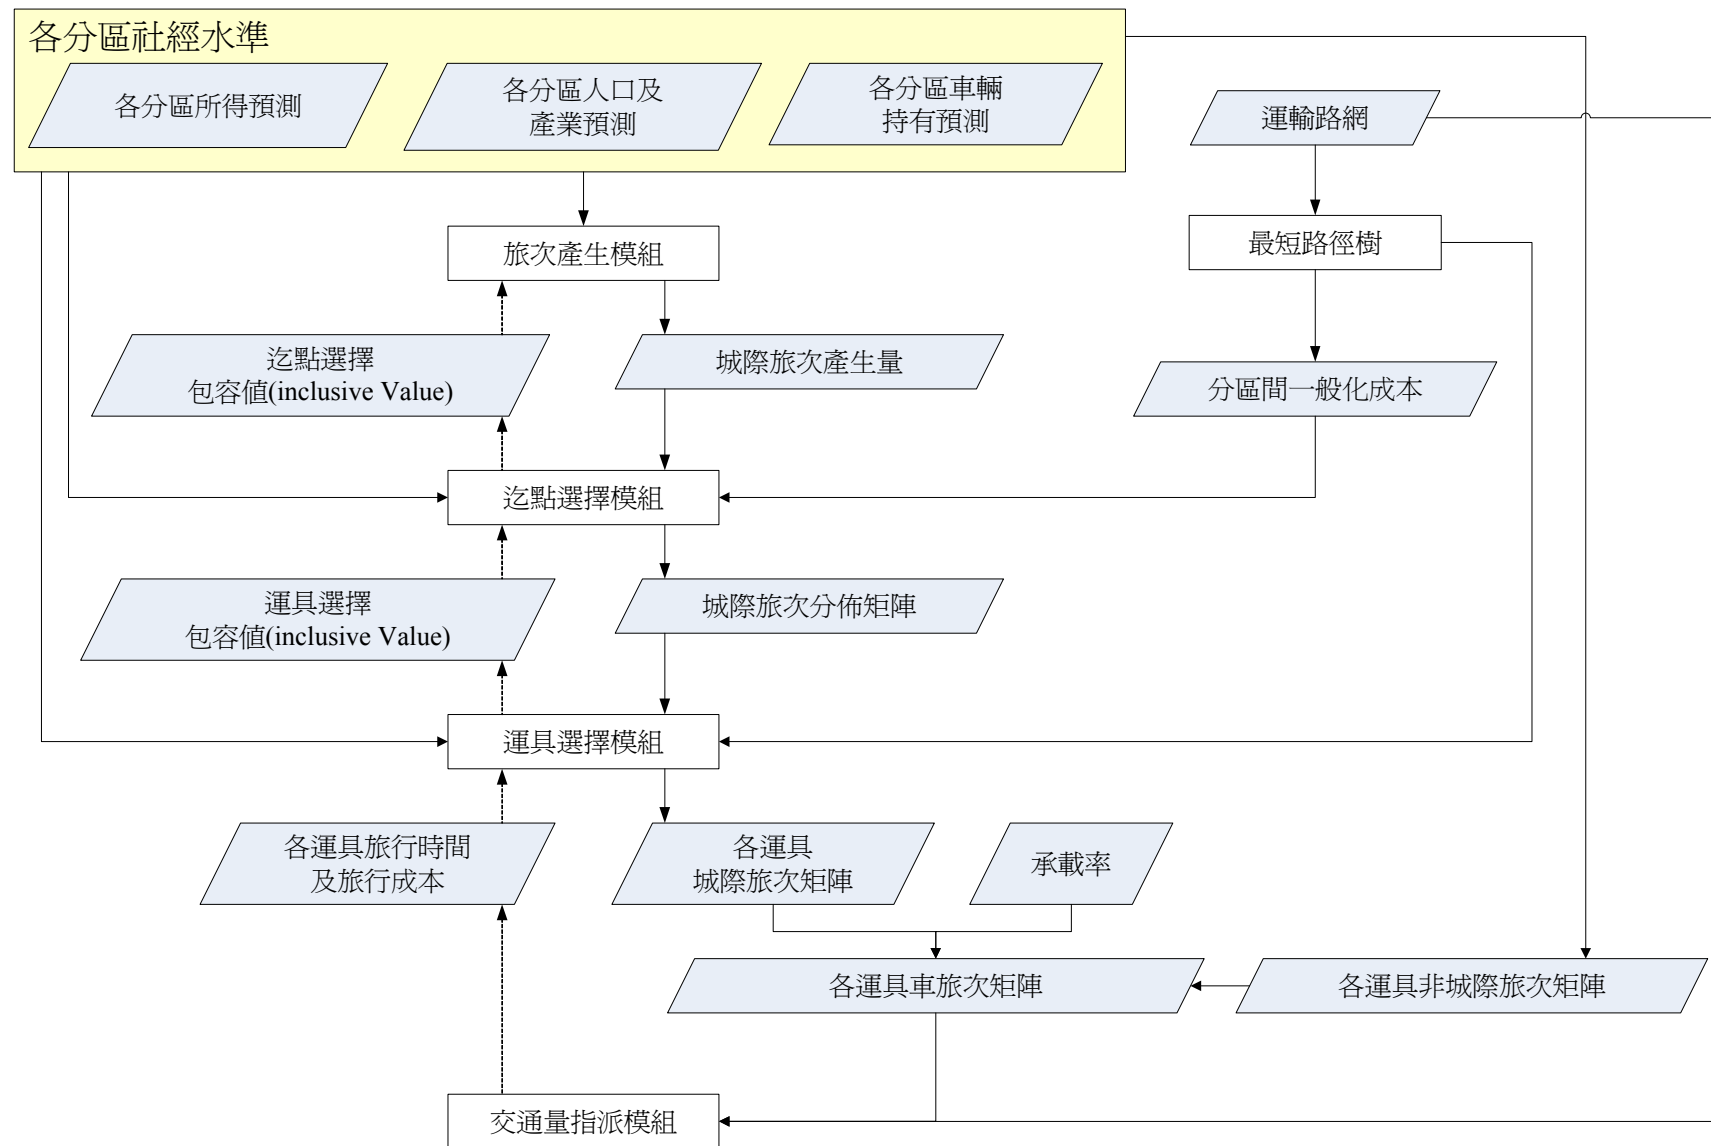 各分區社經水準
各分區所得預測
各分區人口及
產業預測
各分區車輛
持有預測
運輸路網
旅次產生模組
最短路徑樹
迄點選擇
包容值(inclusive Value)
城際旅次產生量
分區間一般化成本
迄點選擇模組
運具選擇
包容值(inclusive Value)
城際旅次分佈矩陣
運具選擇模組
各運具旅行時間
及旅行成本
各運具
城際旅次矩陣
承載率
各運具車旅次矩陣
各運具非城際旅次矩陣
交通量指派模組